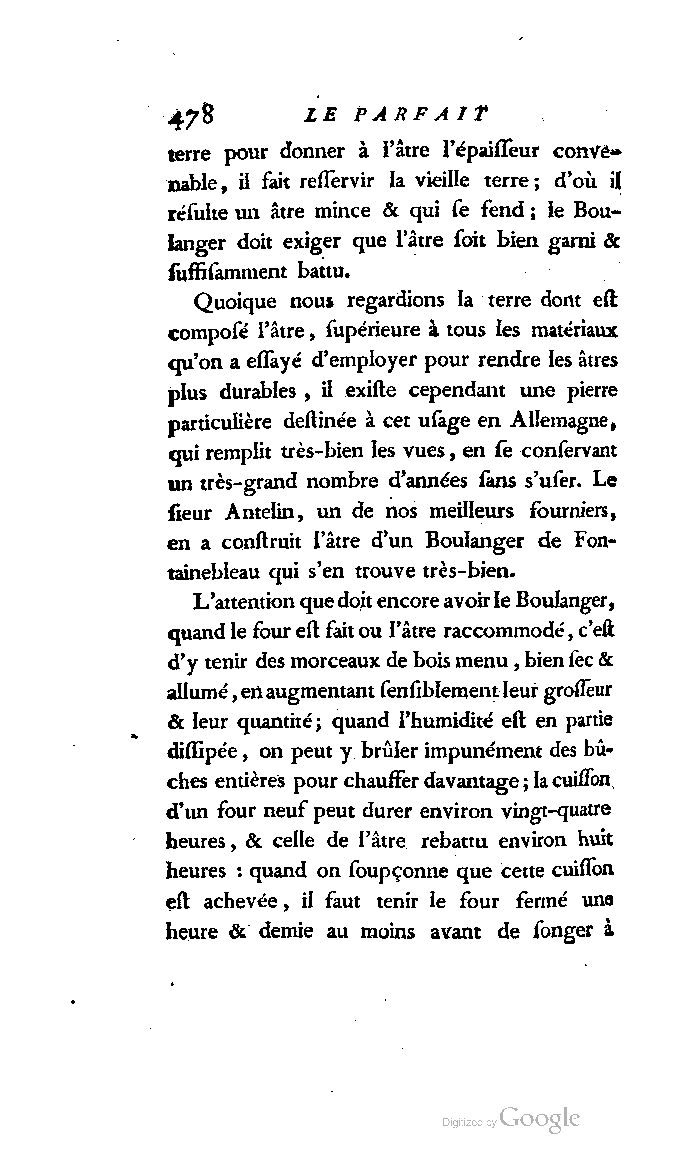 478 LE PARFAIT
terre pour donner à l'âtre l'épaiſſeur conve-
nable, il fait reſſervir la vieille terre; d'où il
réſulte un âtre mince & qui ſe fend; le Bou-
langer doit exiger que l'âtre ſoit bien garni &
ſuffiſamment battu.
Quoique nous regardions la terre dont eſt
compoſé l'âtre, ſupérieure à tous les matériaux
qu'on a eſſayé d'employer pour rendre les âtres
plus durables, il exiſte cependant une pierre
particulière deſtinée à cet uſage en Allemagne,
qui remplit très-bien les vues, en ſe conſervant
un très-grand nombre d'années ſans s'uſer. Le
ſieur Antelin, un de nos meilleurs fourniers,
en a conſtruit l'âtre d'un Boulanger de Fon-
tainebleau qui s'en trouve très-bien.
L'attention que doit encore avoir le Boulanger,
quand le four eſt fait ou l'âtre raccommodé, c'eſt
d'y tenir des morceaux de bois menu, bien ſec &
allumé, en augmentant ſenſiblement leur groſſeur
& leur quantité; quand l'humidité eſt en partie
diſſipée, on peut y brûler impunément des bû-
ches entières pour chauffer davantage; la cuiſſon
d'un four neuf peut durer environ vingt-quatre
heures, & celle de l'âtre rebattu environ huit
heures : quand on ſoupçonne que cette cuiſſon
eſt achevée, il faut tenir le four fermé une
heure & demie au moins avant de ſonger à
Digitized by Google